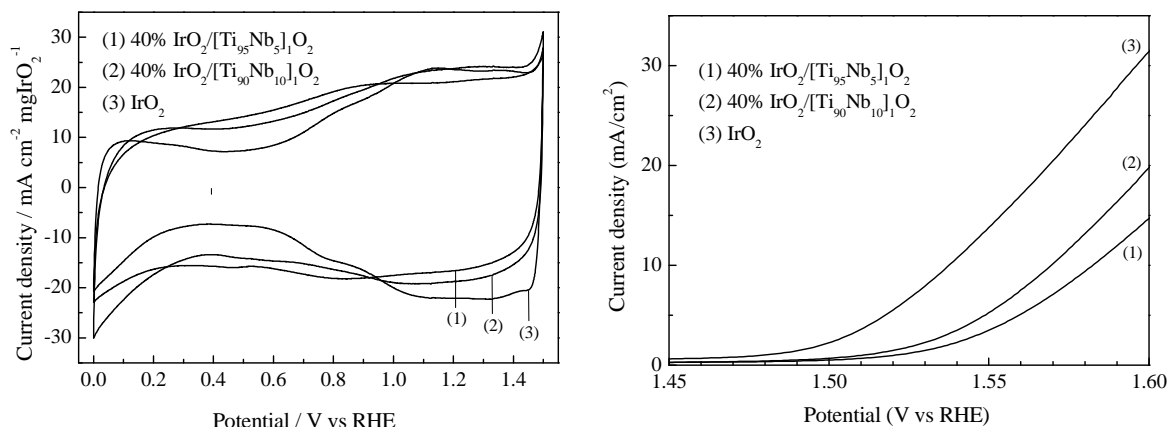 (1) 40% IrO₂/[Ti₉₅Nb₅]₁O₂
(2) 40% IrO₂/[Ti₉₀Nb₁₀]₁O₂
(3) IrO₂
Current density / mA cm⁻² mgIrO₂⁻¹
30
20
10
0
-10
-20
-30
(1)
(2)
(3)
0.0 0.2 0.4 0.6 0.8 1.0 1.2 1.4
Potential / V vs RHE
(1) 40% IrO₂/[Ti₉₅Nb₅]₁O₂
(2) 40% IrO₂/[Ti₉₀Nb₁₀]₁O₂
(3) IrO₂
Current density (mA/cm²)
30
20
10
0
(3)
(2)
(1)
1.45 1.50 1.55 1.60
Potential (V vs RHE)